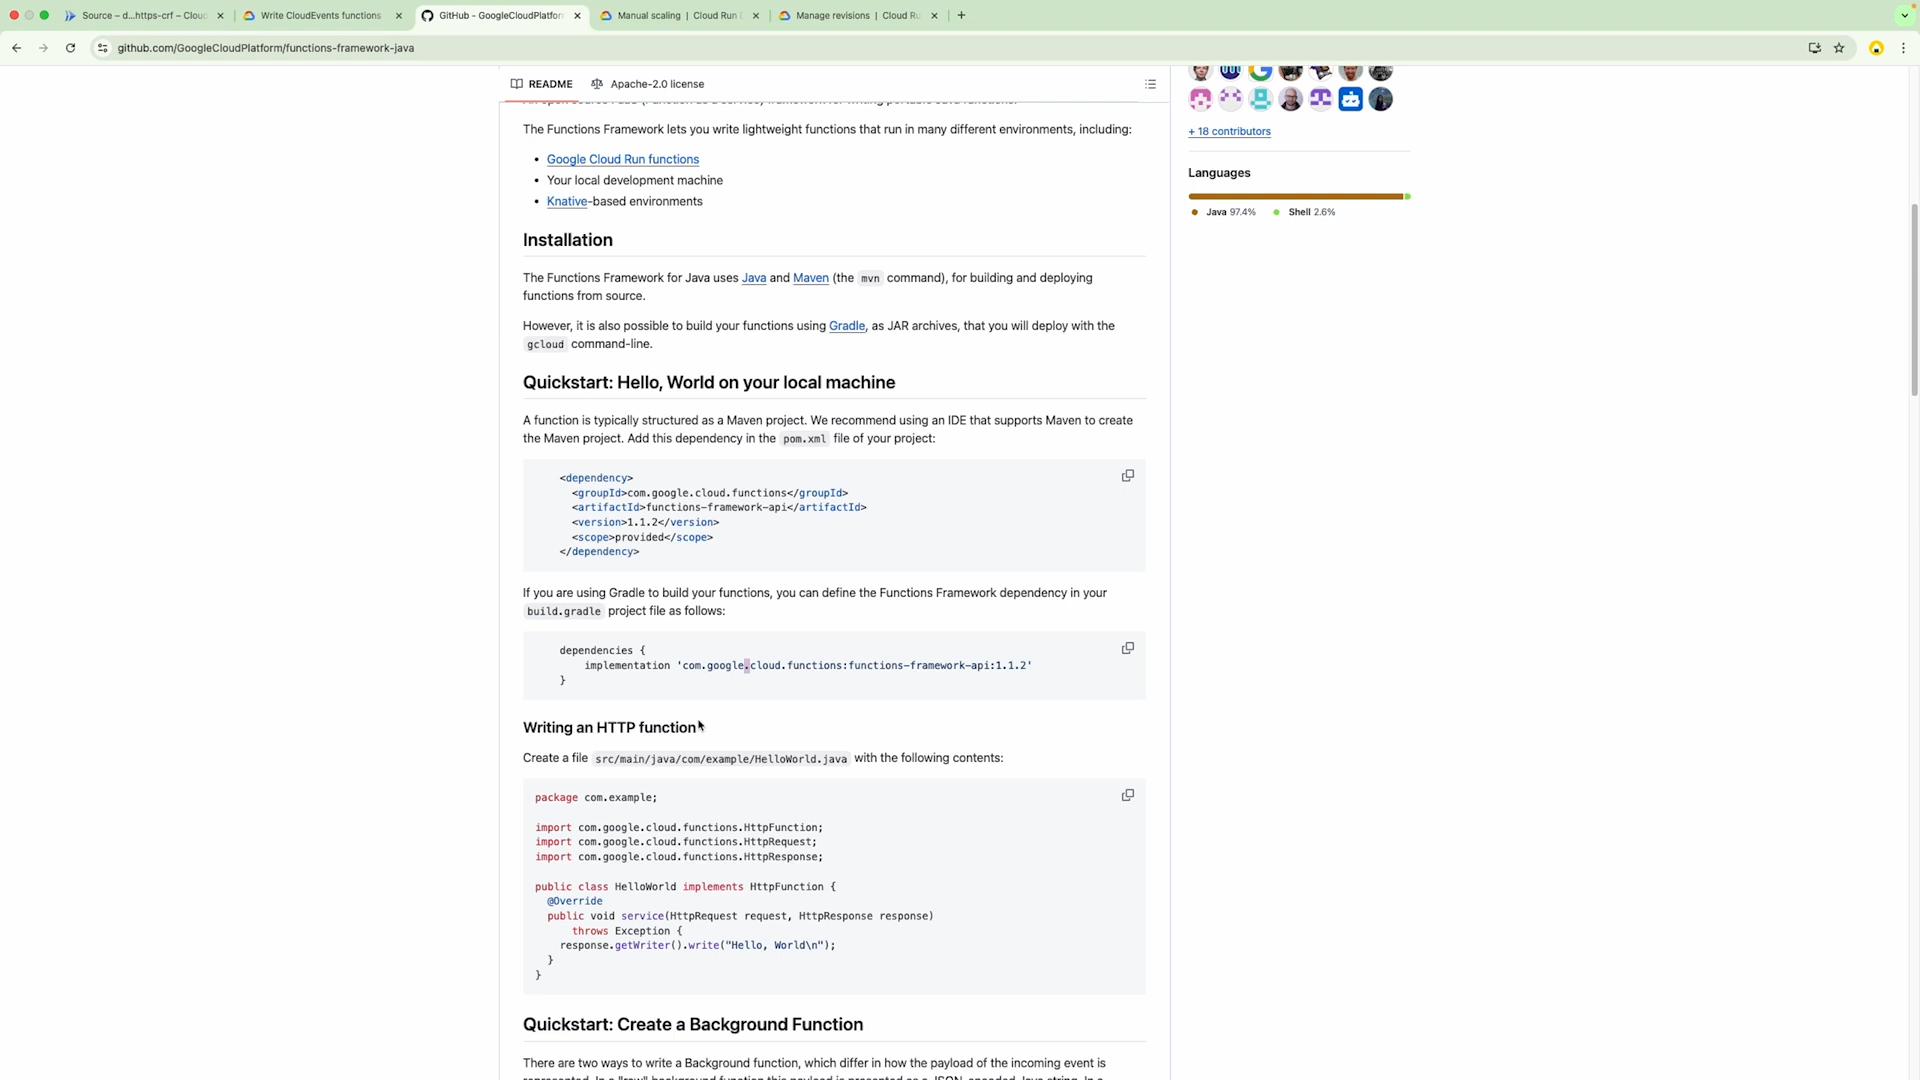 Source – d...https-crf – Cloud
Write CloudEvents functions
GitHub - GoogleCloudPlatfor
Manual scaling | Cloud Run
Manage revisions | Cloud Ru
github.com/GoogleCloudPlatform/functions-framework-java
README
Apache-2.0 license
The Functions Framework lets you write lightweight functions that run in many different environments, including:
• Google Cloud Run functions
• Your local development machine
• Knative-based environments
Installation
The Functions Framework for Java uses Java and Maven (the mvn command), for building and deploying
functions from source.
However, it is also possible to build your functions using Gradle, as JAR archives, that you will deploy with the
gcloud command-line.
Quickstart: Hello, World on your local machine
A function is typically structured as a Maven project. We recommend using an IDE that supports Maven to create
the Maven project. Add this dependency in the pom.xml file of your project:
<dependency>
<groupId>com.google.cloud.functions</groupId>
<artifactId>functions-framework-api</artifactId>
<version>1.1.2</version>
<scope>provided</scope>
</dependency>
If you are using Gradle to build your functions, you can define the Functions Framework dependency in your
build.gradle project file as follows:
dependencies {
implementation 'com.google.cloud.functions:functions-framework-api:1.1.2'
}
Writing an HTTP function
Create a file src/main/java/com/example/HelloWorld.java with the following contents:
package com.example;
import com.google.cloud.functions.HttpFunction;
import com.google.cloud.functions.HttpRequest;
import com.google.cloud.functions.HttpResponse;
public class HelloWorld implements HttpFunction {
@Override
public void service(HttpRequest request, HttpResponse response)
throws Exception {
response.getWriter().write("Hello, World\n");
}
}
Quickstart: Create a Background Function
There are two ways to write a Background function, which differ in how the payload of the incoming event is
+ 18 contributors
Languages
Java 97.4%
Shell 2.6%